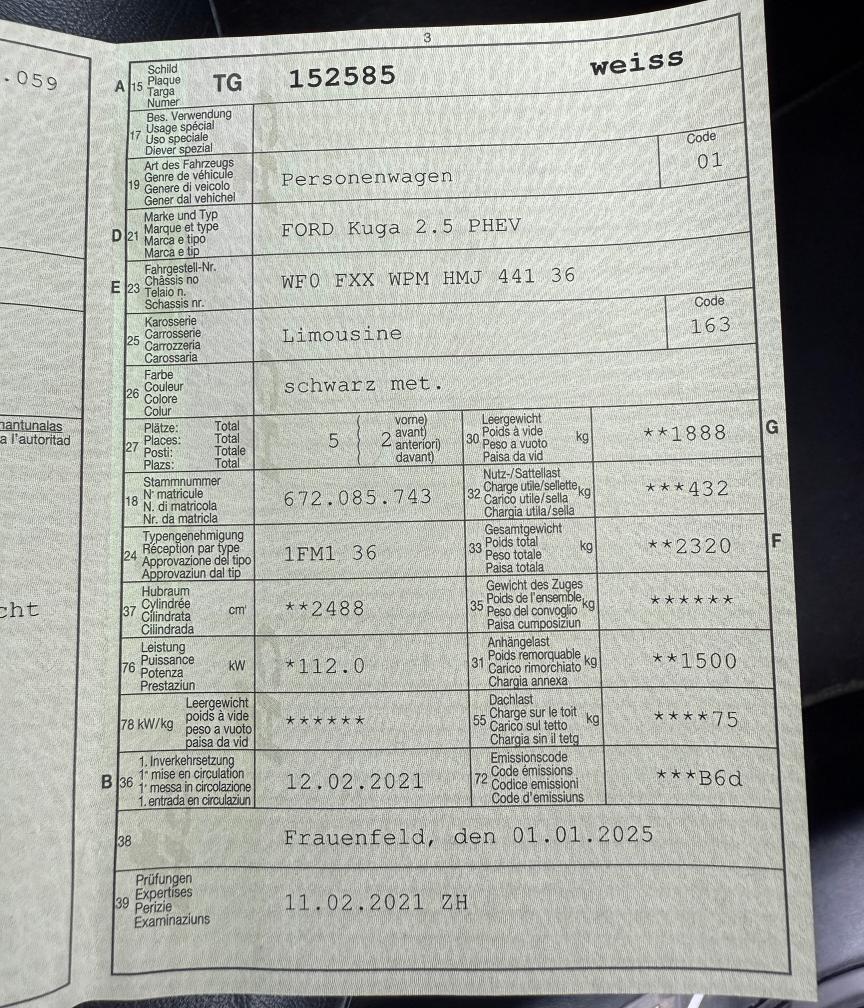 3
.059
A 15 Schild Plaque Targa Numer TG 152585 weiss
17 Bes. Verwendung Usage spécial Uso speciale Diever spezial
19 Art des Fahrzeugs Genre de véhicule Genere di veicolo Gener dal vehichel Personenwagen Code 01
D 21 Marke und Typ Marque et type Marca e tipo Marca e tip FORD Kuga 2.5 PHEV
E 23 Fahrgestell-Nr. Châssis no Telaio n. Schassis nr. WF0 FXX WPM HMJ 441 36
25 Karosserie Carrosserie Carrozzeria Carossaria Limousine Code 163
26 Farbe Couleur Colore Colur schwarz met.
27 Plätze: Total Places: Total Posti: Totale Plazs: Total 5 2 vorne) avant) anteriori) davant) 30 Leergewicht Poids à vide Peso a vuoto Paisa da vid kg **1888 G
18 Stammnummer N° matricule N. di matricola Nr. da matricla 672.085.743 32 Nutz-/Sattellast Charge utile/sellette Carico utile/sella Chargia utila/sella kg ***432
24 Typengenehmigung Réception par type Approvazione del tipo Approvaziun dal tip 1FM1 36 33 Gesamtgewicht Poids total Peso totale Paisa totala kg **2320 F
37 Hubraum Cylindrée Cilindrata Cilindrada cm³ **2488 35 Gewicht des Zuges Poids de l'ensemble Peso del convoglio Paisa cumposiziun kg ******
76 Leistung Puissance Potenza Prestaziun kW *112.0 31 Anhängelast Poids remorquable Carico rimorchiato Chargia annexa kg **1500
78 kW/kg Leergewicht poids à vide peso a vuoto paisa da vid ****** 55 Dachlast Charge sur le toit Carico sul tetto Chargia sin il tetg kg ****75
B 36 1. Inverkehrsetzung 1re mise en circulation 1a messa in circolazione 1. entrada en circulaziun 12.02.2021 72 Emissionscode Code émissions Codice emissioni Code d'emissiuns ***B6d
38 Frauenfeld, den 01.01.2025
39 Prüfungen Expertises Perizie Examinaziuns 11.02.2021 ZH